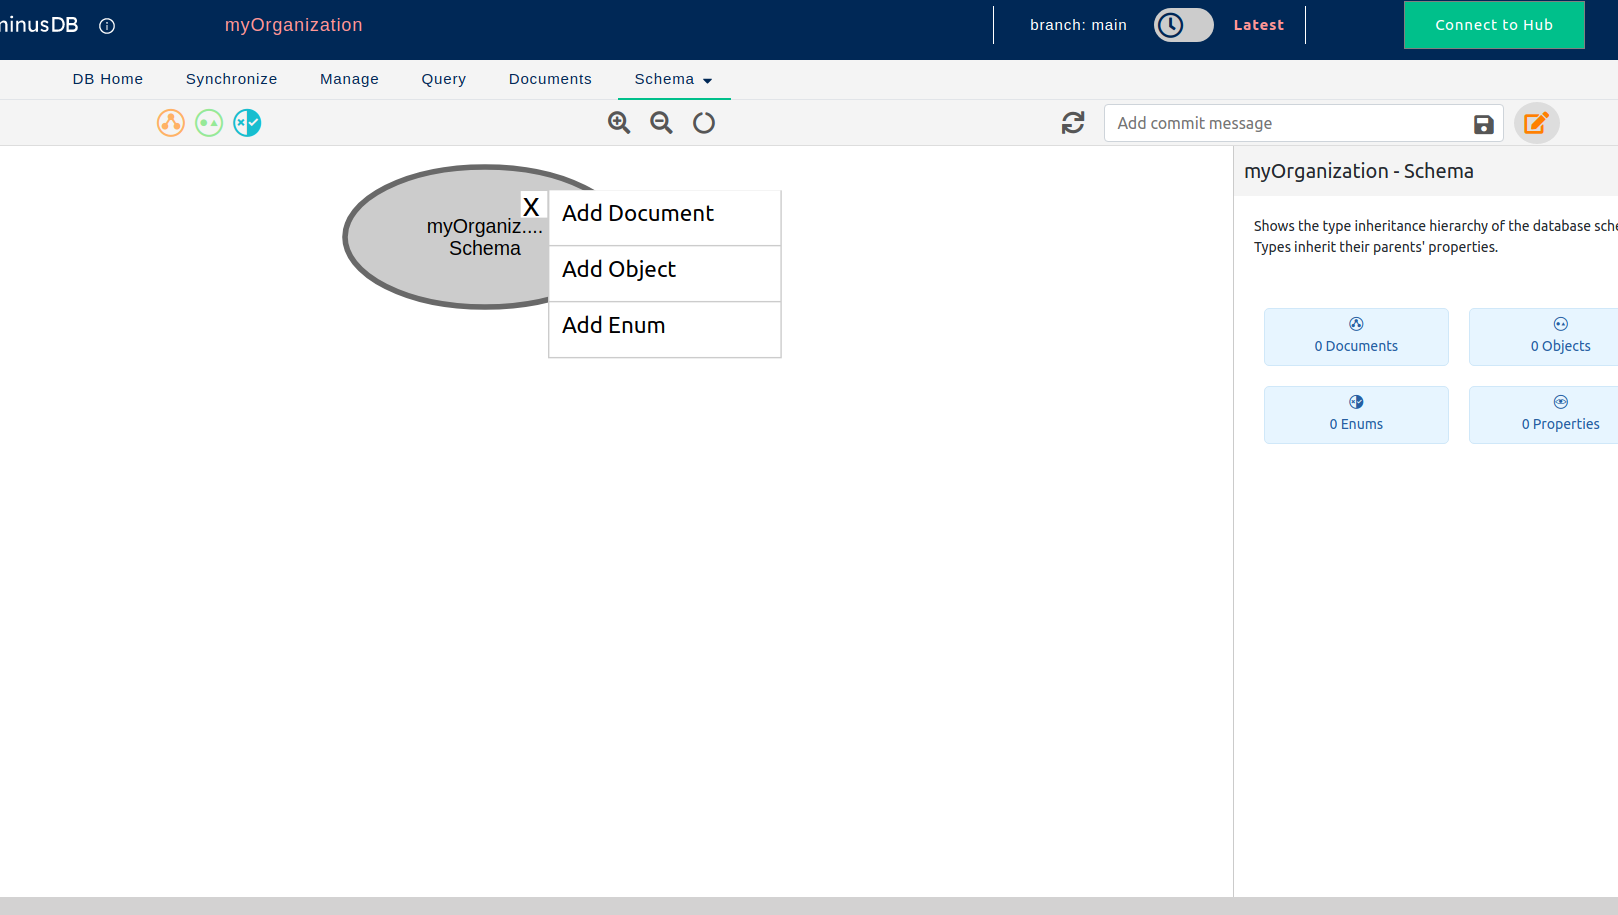 minusDB
myOrganization
branch: main
Latest
Connect to Hub
DB Home
Synchronize
Manage
Query
Documents
Schema
Add commit message
myOrganiz....
Schema
X
Add Document
Add Object
Add Enum
myOrganization - Schema
Shows the type inheritance hierarchy of the database
Types inherit their parents' properties.
0 Documents
0 Objects
0 Enums
0 Properties